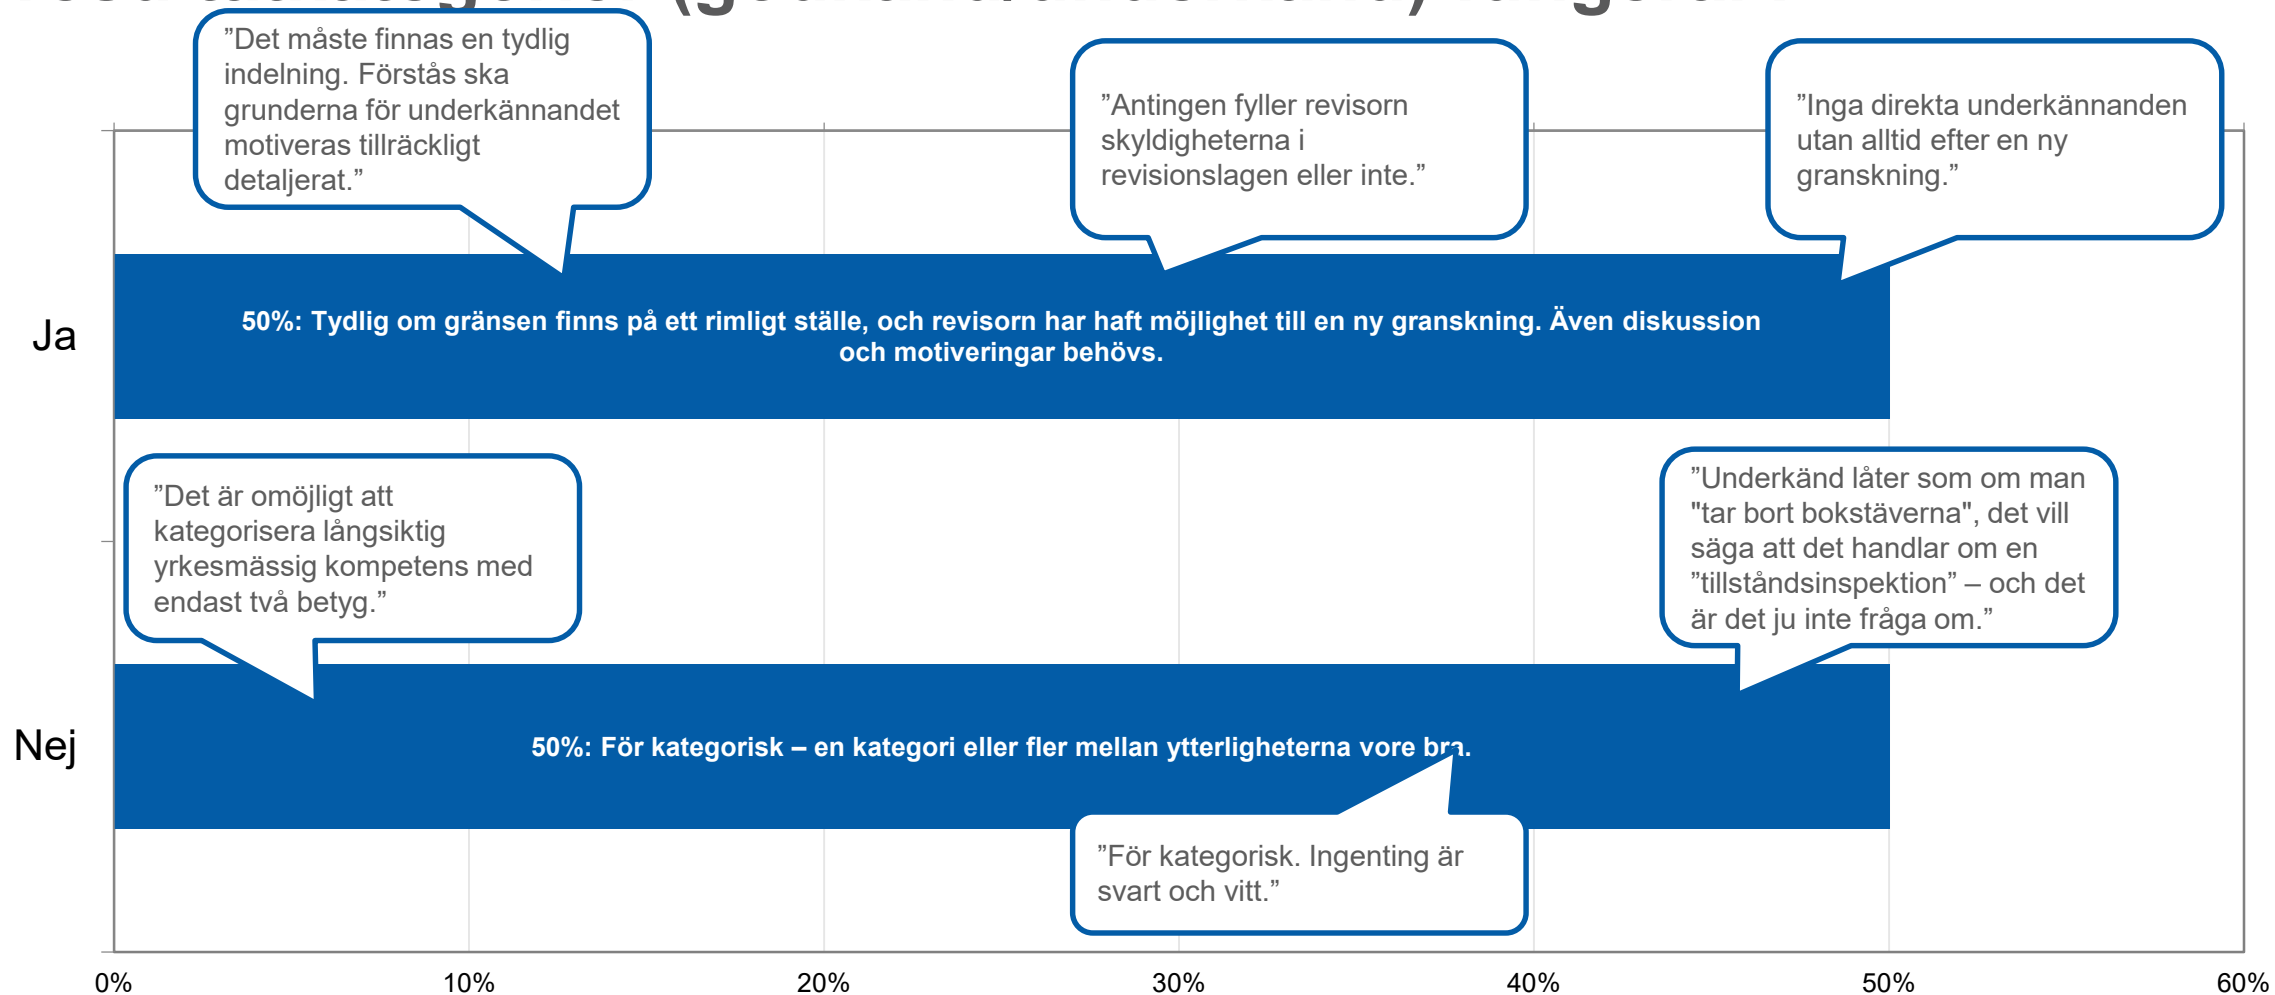 ”Det måste finnas en tydlig
indelning. Förstås ska
grunderna för underkännandet
motiveras tillräckligt
detaljerat.”
”Antingen fyller revisorn
skyldigheterna i
revisionslagen eller inte.”
”Inga direkta underkännanden
utan alltid efter en ny
granskning.”
Ja
50%: Tydlig om gränsen finns på ett rimligt ställe, och revisorn har haft möjlighet till en ny granskning. Även diskussion
och motiveringar behövs.
”Det är omöjligt att
kategorisera långsiktig
yrkesmässig kompetens med
endast två betyg.”
”Underkänd låter som om man
"tar bort bokstäverna", det vill
säga att det handlar om en
”tillståndsinspektion” – och det
är det ju inte fråga om.”
Nej
50%: För kategorisk – en kategori eller fler mellan ytterligheterna vore bra.
”För kategorisk. Ingenting är
svart och vitt.”
0% 10% 20% 30% 40% 50% 60%